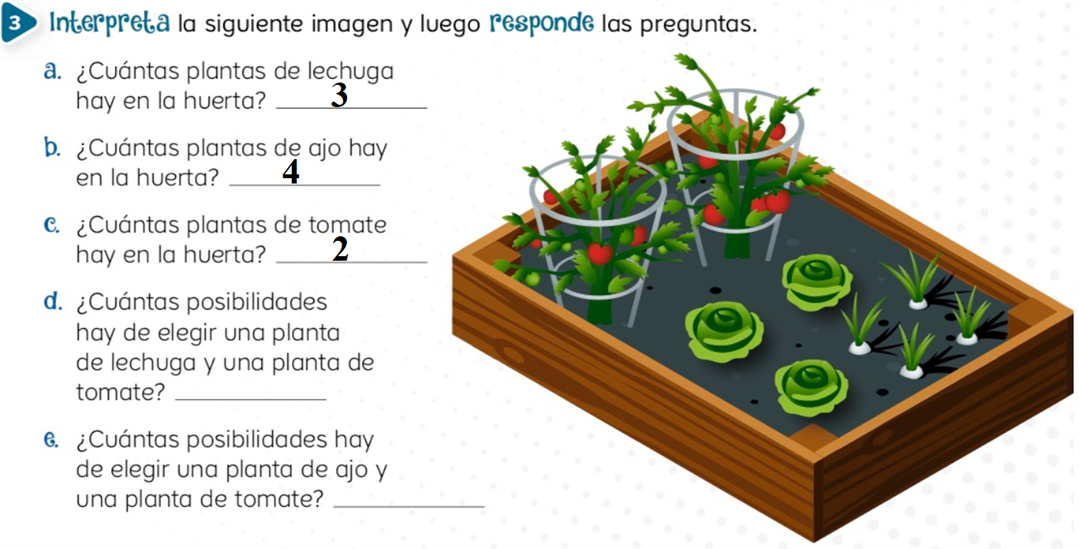 3 Interpreta la siguiente imagen y luego responde las preguntas.
a. ¿Cuántas plantas de lechuga
hay en la huerta? 3
b. ¿Cuántas plantas de ajo hay
en la huerta? 4
c. ¿Cuántas plantas de tomate
hay en la huerta? 2
d. ¿Cuántas posibilidades
hay de elegir una planta
de lechuga y una planta de
tomate?
e. ¿Cuántas posibilidades hay
de elegir una planta de ajo y
una planta de tomate?